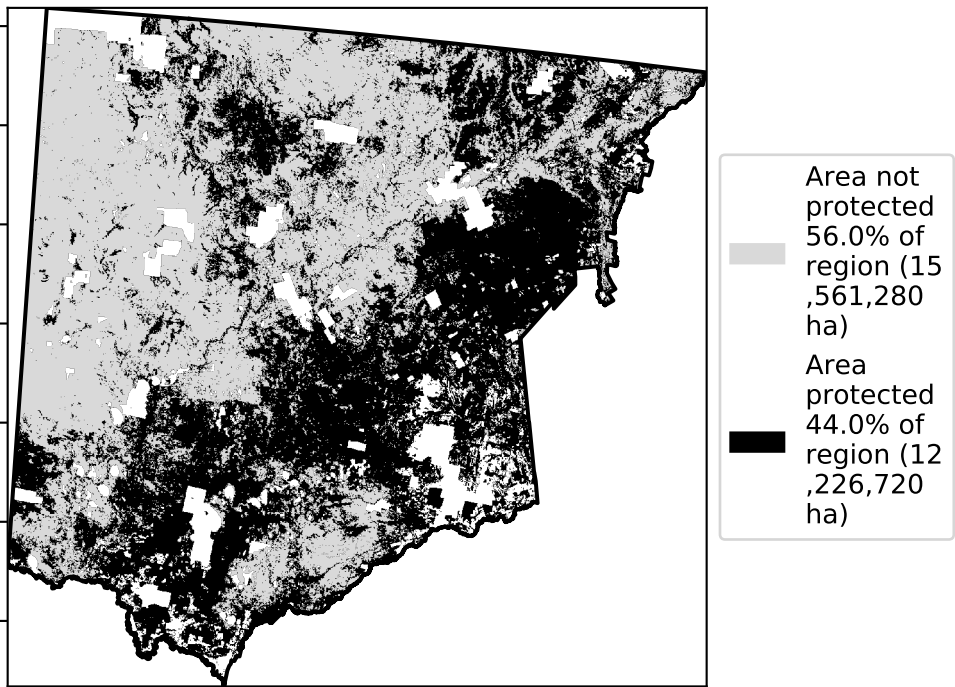 Area not
protected
56.0% of
region (15
,561,280
ha)
Area
protected
44.0% of
region (12
,226,720
ha)